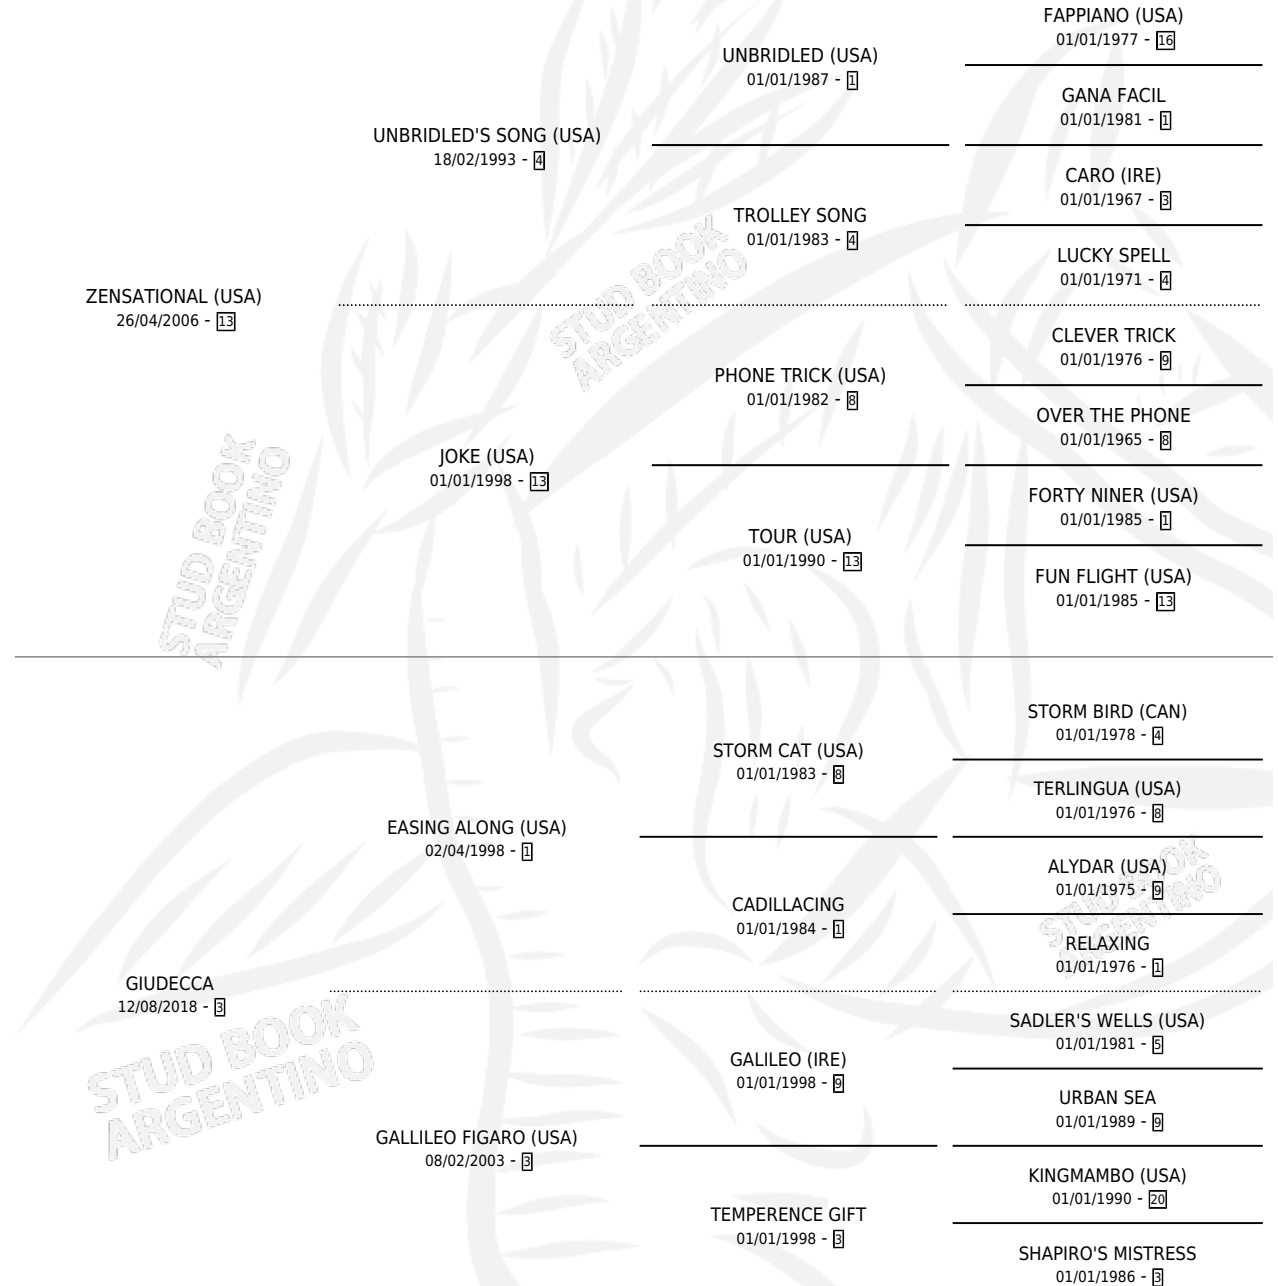 FAPPIANO (USA)
01/01/1977 - 16
UNBRIDLED (USA)
01/01/1987 - 1
GANA FACIL
01/01/1981 - 1
UNBRIDLED'S SONG (USA)
18/02/1993 - 4
CARO (IRE)
01/01/1967 - 3
TROLLEY SONG
01/01/1983 - 4
LUCKY SPELL
01/01/1971 - 4
ZENSATIONAL (USA)
26/04/2006 - 13
STUD BOOK
ARGENTINO
CLEVER TRICK
01/01/1976 - 9
PHONE TRICK (USA)
01/01/1982 - 8
OVER THE PHONE
01/01/1965 - 8
JOKE (USA)
01/01/1998 - 13
FORTY NINER (USA)
01/01/1985 - 1
TOUR (USA)
01/01/1990 - 13
FUN FLIGHT (USA)
01/01/1985 - 13
STUD BOOK
ARGENTINO
STORM BIRD (CAN)
01/01/1978 - 4
STORM CAT (USA)
01/01/1983 - 8
TERLINGUA (USA)
01/01/1976 - 8
EASING ALONG (USA)
02/04/1998 - 1
ALYDAR (USA)
01/01/1975 - 9
CADILLACING
01/01/1984 - 1
STUD BOOK
ARGENTINO
RELAXING
01/01/1976 - 1
GIUDECCA
12/08/2018 - 3
STUD BOOK
ARGENTINO
SADLER'S WELLS (USA)
01/01/1981 - 5
GALILEO (IRE)
01/01/1998 - 9
URBAN SEA
01/01/1989 - 9
GALLILEO FIGARO (USA)
08/02/2003 - 3
KINGMAMBO (USA)
01/01/1990 - 20
TEMPERENCE GIFT
01/01/1998 - 3
SHAPIRO'S MISTRESS
01/01/1986 - 3